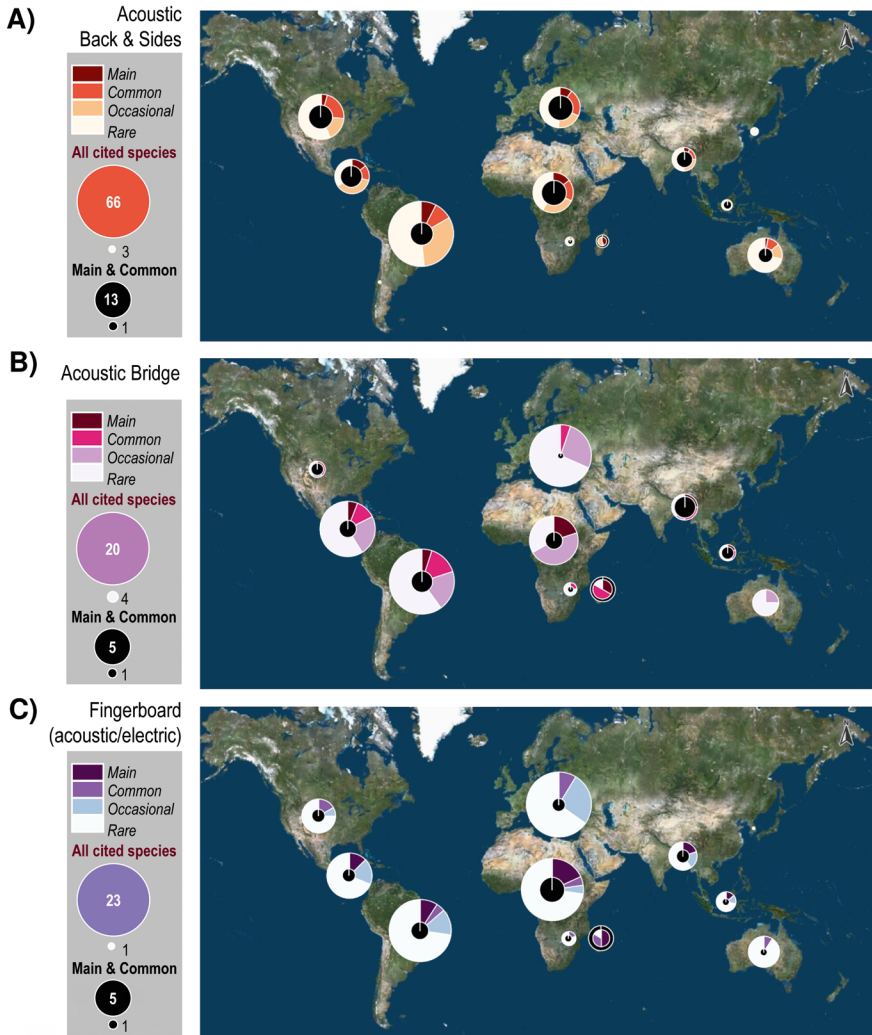 A)
Acoustic
Back & Sides
Main
Common
Occasional
Rare
All cited species
66
3
Main & Common
13
1
B)
Acoustic Bridge
Main
Common
Occasional
Rare
All cited species
20
4
Main & Common
5
1
C)
Fingerboard
(acoustic/electric)
Main
Common
Occasional
Rare
All cited species
23
1
Main & Common
5
1